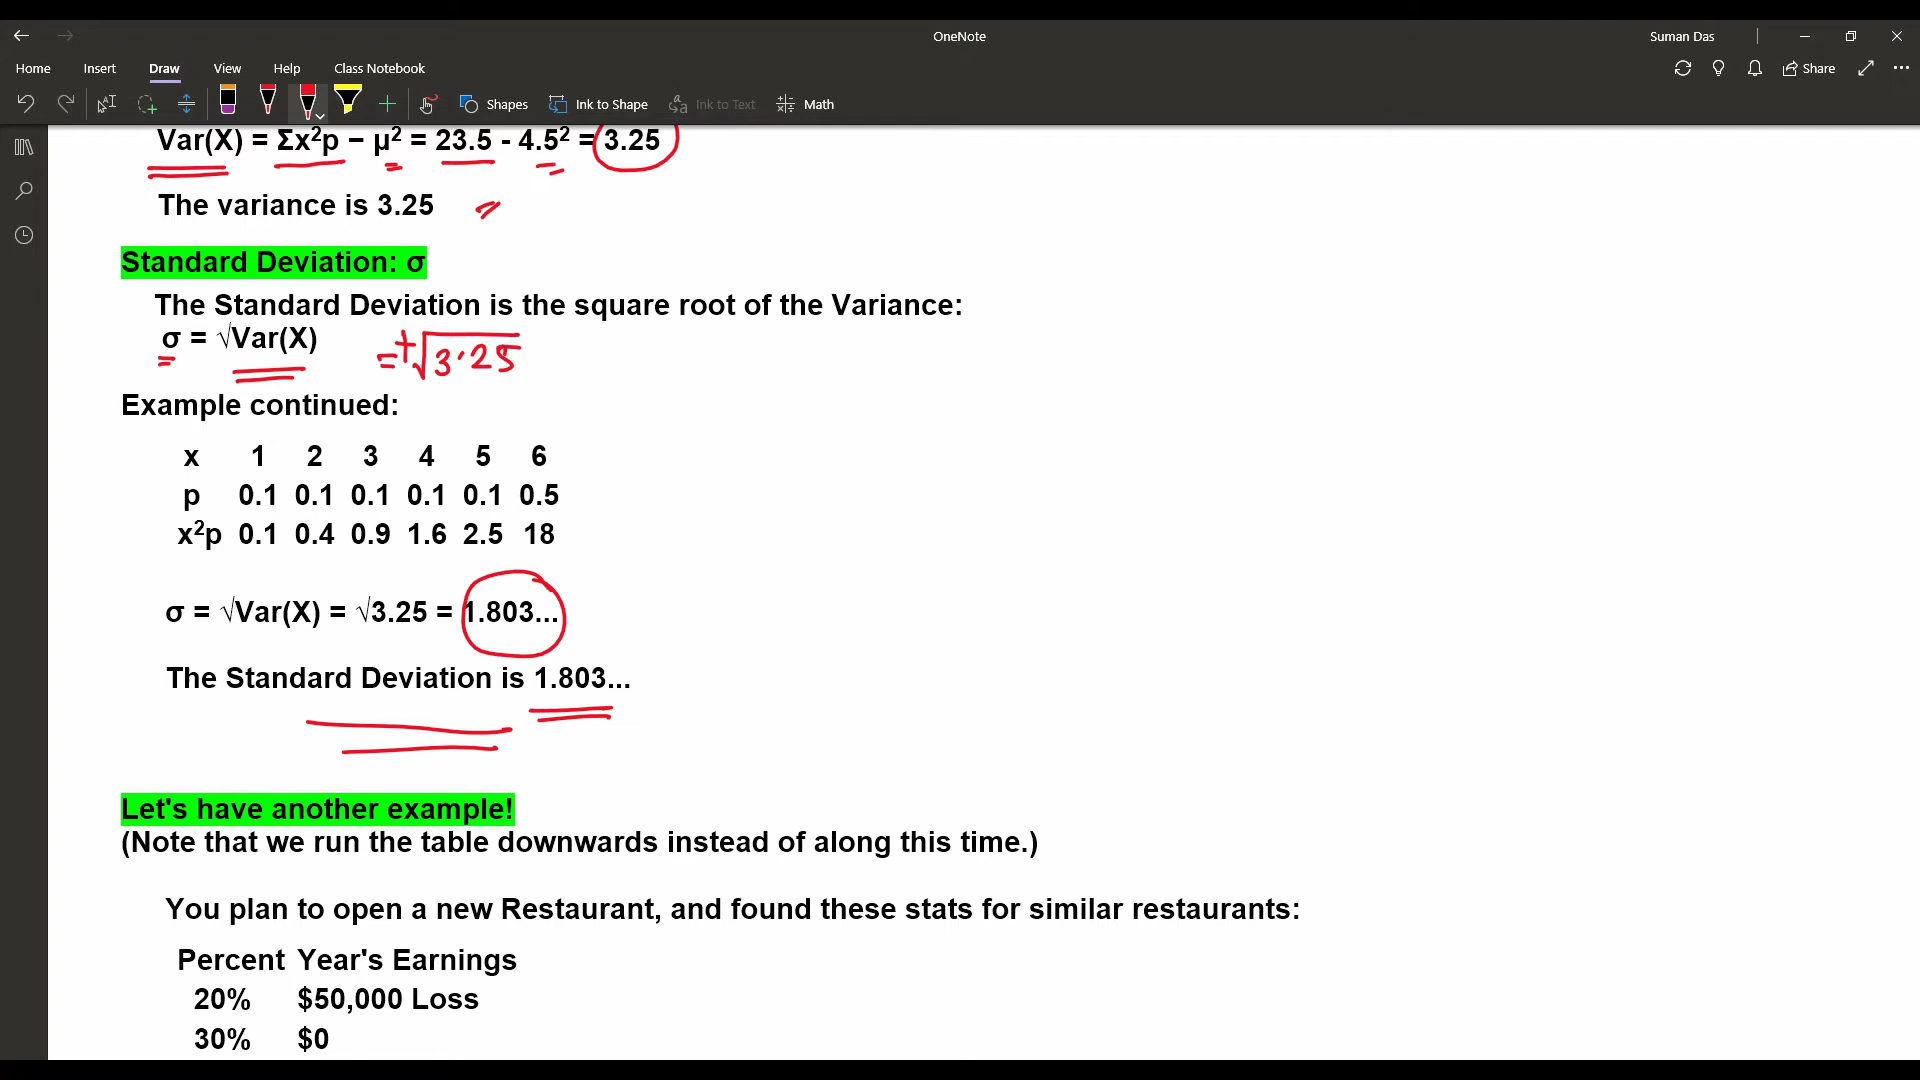 OneNote
Suman Das
Home Insert Draw View Help Class Notebook
Share
Shapes Ink to Shape Ink to Text Math
Var(X) = Σx²p − μ² = 23.5 - 4.5² = 3.25
The variance is 3.25
Standard Deviation: σ
The Standard Deviation is the square root of the Variance:
σ = √Var(X) = +√3.25
Example continued:
x 1 2 3 4 5 6
p 0.1 0.1 0.1 0.1 0.1 0.5
x²p 0.1 0.4 0.9 1.6 2.5 18
σ = √Var(X) = √3.25 = 1.803...
The Standard Deviation is 1.803...
Let's have another example!
(Note that we run the table downwards instead of along this time.)
You plan to open a new Restaurant, and found these stats for similar restaurants:
Percent Year's Earnings
20% $50,000 Loss
30% $0